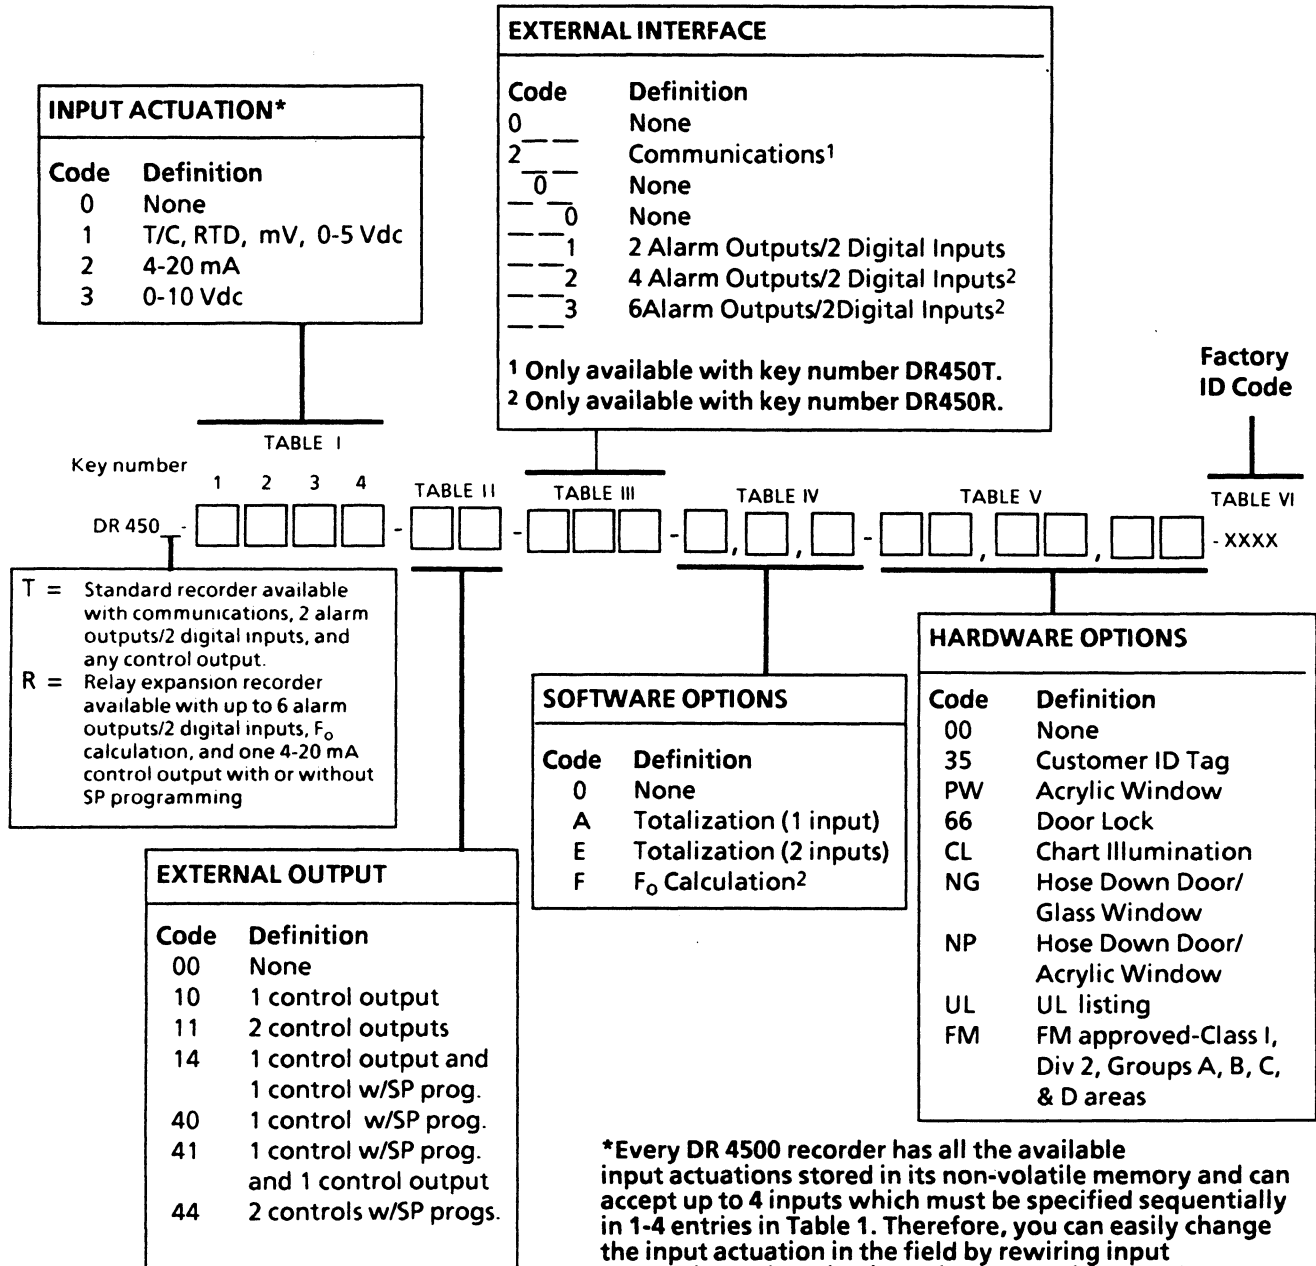 EXTERNAL INTERFACE
Code Definition
0__ None
2__ Communications¹
_0_ None
__0 None
__1 2 Alarm Outputs/2 Digital Inputs
__2 4 Alarm Outputs/2 Digital Inputs²
__3 6Alarm Outputs/2Digital Inputs²
¹ Only available with key number DR450T.
² Only available with key number DR450R.
INPUT ACTUATION*
Code Definition
0 None
1 T/C, RTD, mV, 0-5 Vdc
2 4-20 mA
3 0-10 Vdc
Factory
ID Code
Key number
TABLE I
1 2 3 4
TABLE II
TABLE III
TABLE IV
TABLE V
TABLE VI
DR 450_- - - - , , - , , - XXXX
T = Standard recorder available
with communications, 2 alarm
outputs/2 digital inputs, and
any control output.
R = Relay expansion recorder
available with up to 6 alarm
outputs/2 digital inputs, Fo
calculation, and one 4-20 mA
control output with or without
SP programming
EXTERNAL OUTPUT
Code Definition
00 None
10 1 control output
11 2 control outputs
14 1 control output and
1 control w/SP prog.
40 1 control w/SP prog.
41 1 control w/SP prog.
and 1 control output
44 2 controls w/SP progs.
SOFTWARE OPTIONS
Code Definition
0 None
A Totalization (1 input)
E Totalization (2 inputs)
F Fo Calculation²
HARDWARE OPTIONS
Code Definition
00 None
35 Customer ID Tag
PW Acrylic Window
66 Door Lock
CL Chart Illumination
NG Hose Down Door/
Glass Window
NP Hose Down Door/
Acrylic Window
UL UL listing
FM FM approved-Class I,
Div 2, Groups A, B, C,
& D areas
*Every DR 4500 recorder has all the available
input actuations stored in its non-volatile memory and can
accept up to 4 inputs which must be specified sequentially
in 1-4 entries in Table 1. Therefore, you can easily change
the input actuation in the field by rewiring input